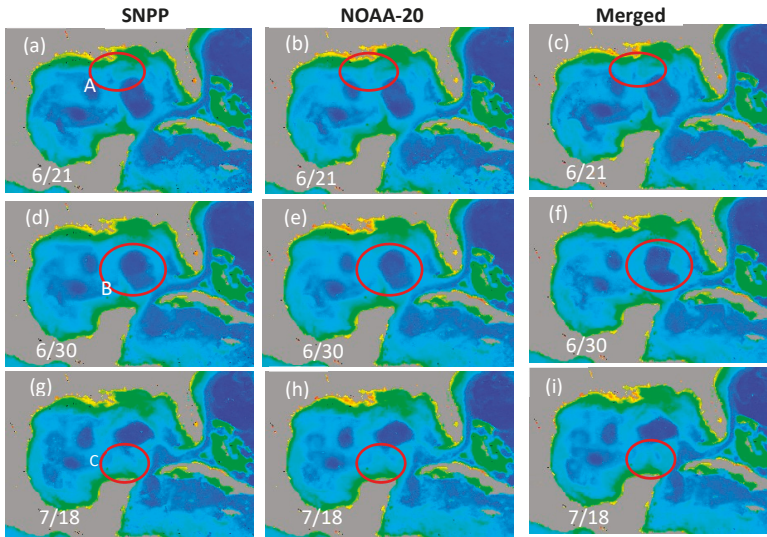 SNPP NOAA-20 Merged
(a) (b) (c)
A
6/21 6/21 6/21
(d) (e) (f)
B
6/30 6/30 6/30
(g) (h) (i)
C
7/18 7/18 7/18